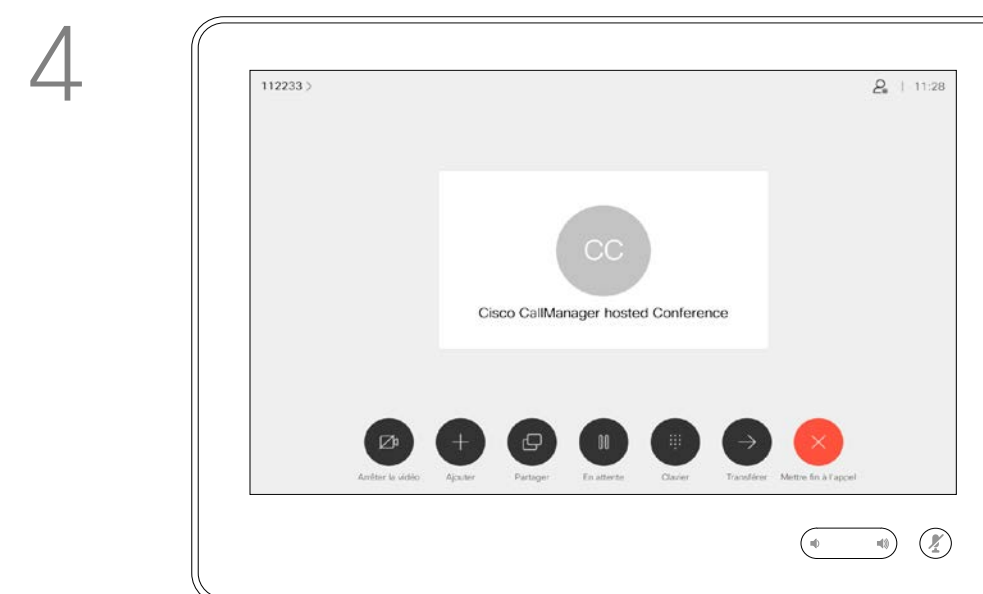 4
112233 >
11:28
CC
Cisco CallManager hosted Conference
Arrêter la vidéo Ajouter Partager En attente Clavier Transférer Mettre fin à l'appel